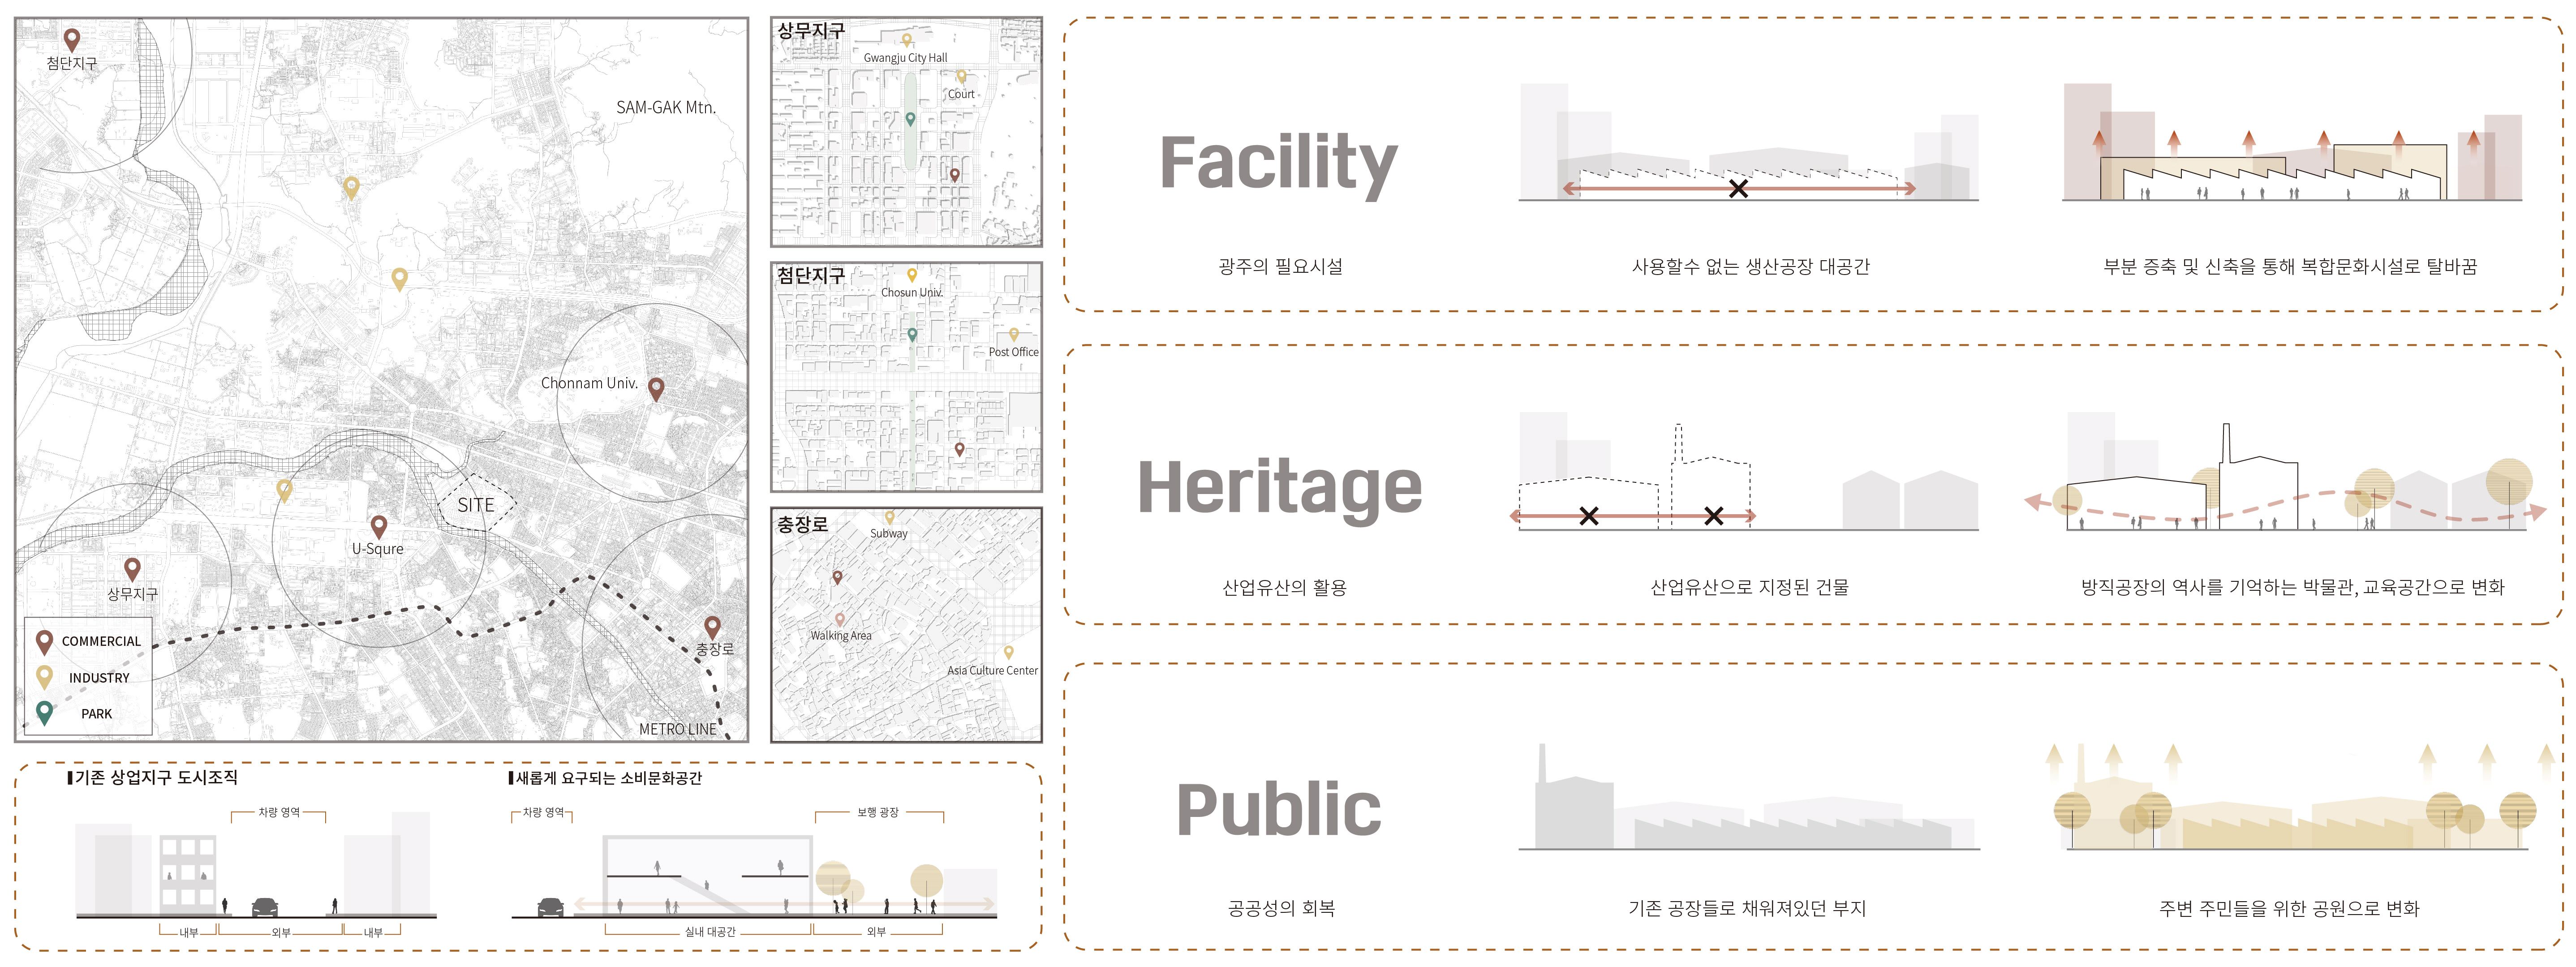 첨단지구
SAM-GAK Mtn.
Chonnam Univ.
SITE
U-Squre
상무지구
충장로
METRO LINE
COMMERCIAL
INDUSTRY
PARK
상무지구
Gwangju City Hall
Court
첨단지구
Chosun Univ.
Post Office
충장로
Subway
Walking Area
Asia Culture Center
기존 상업지구 도시조직
차량 영역
내부
외부
내부
새롭게 요구되는 소비문화공간
차량 영역
보행 광장
실내 대공간
외부
Facility
광주의 필요시설
사용할수 없는 생산공장 대공간
부분 증축 및 신축을 통해 복합문화시설로 탈바꿈
Heritage
산업유산의 활용
산업유산으로 지정된 건물
방직공장의 역사를 기억하는 박물관, 교육공간으로 변화
Public
공공성의 회복
기존 공장들로 채워져있던 부지
주변 주민들을 위한 공원으로 변화